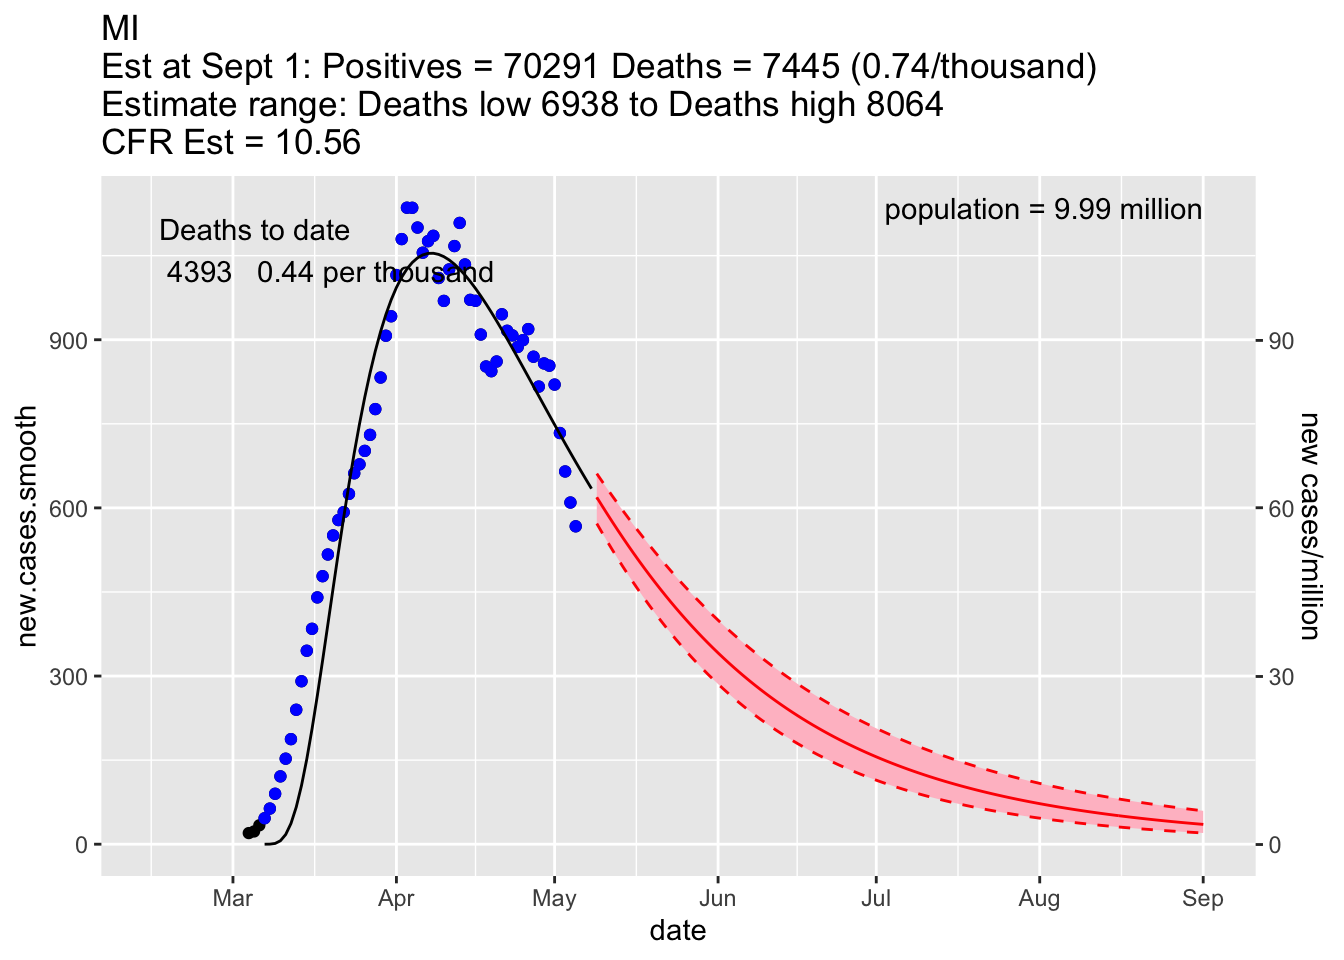 MI
Est at Sept 1: Positives = 70291 Deaths = 7445 (0.74/thousand)
Estimate range: Deaths low 6938 to Deaths high 8064
CFR Est = 10.56
Deaths to date
4393 0.44 per thousand
population = 9.99 million
new.cases.smooth
900
600
300
0
90
60
30
0
new cases/million
Mar Apr May Jun Jul Aug Sep
date